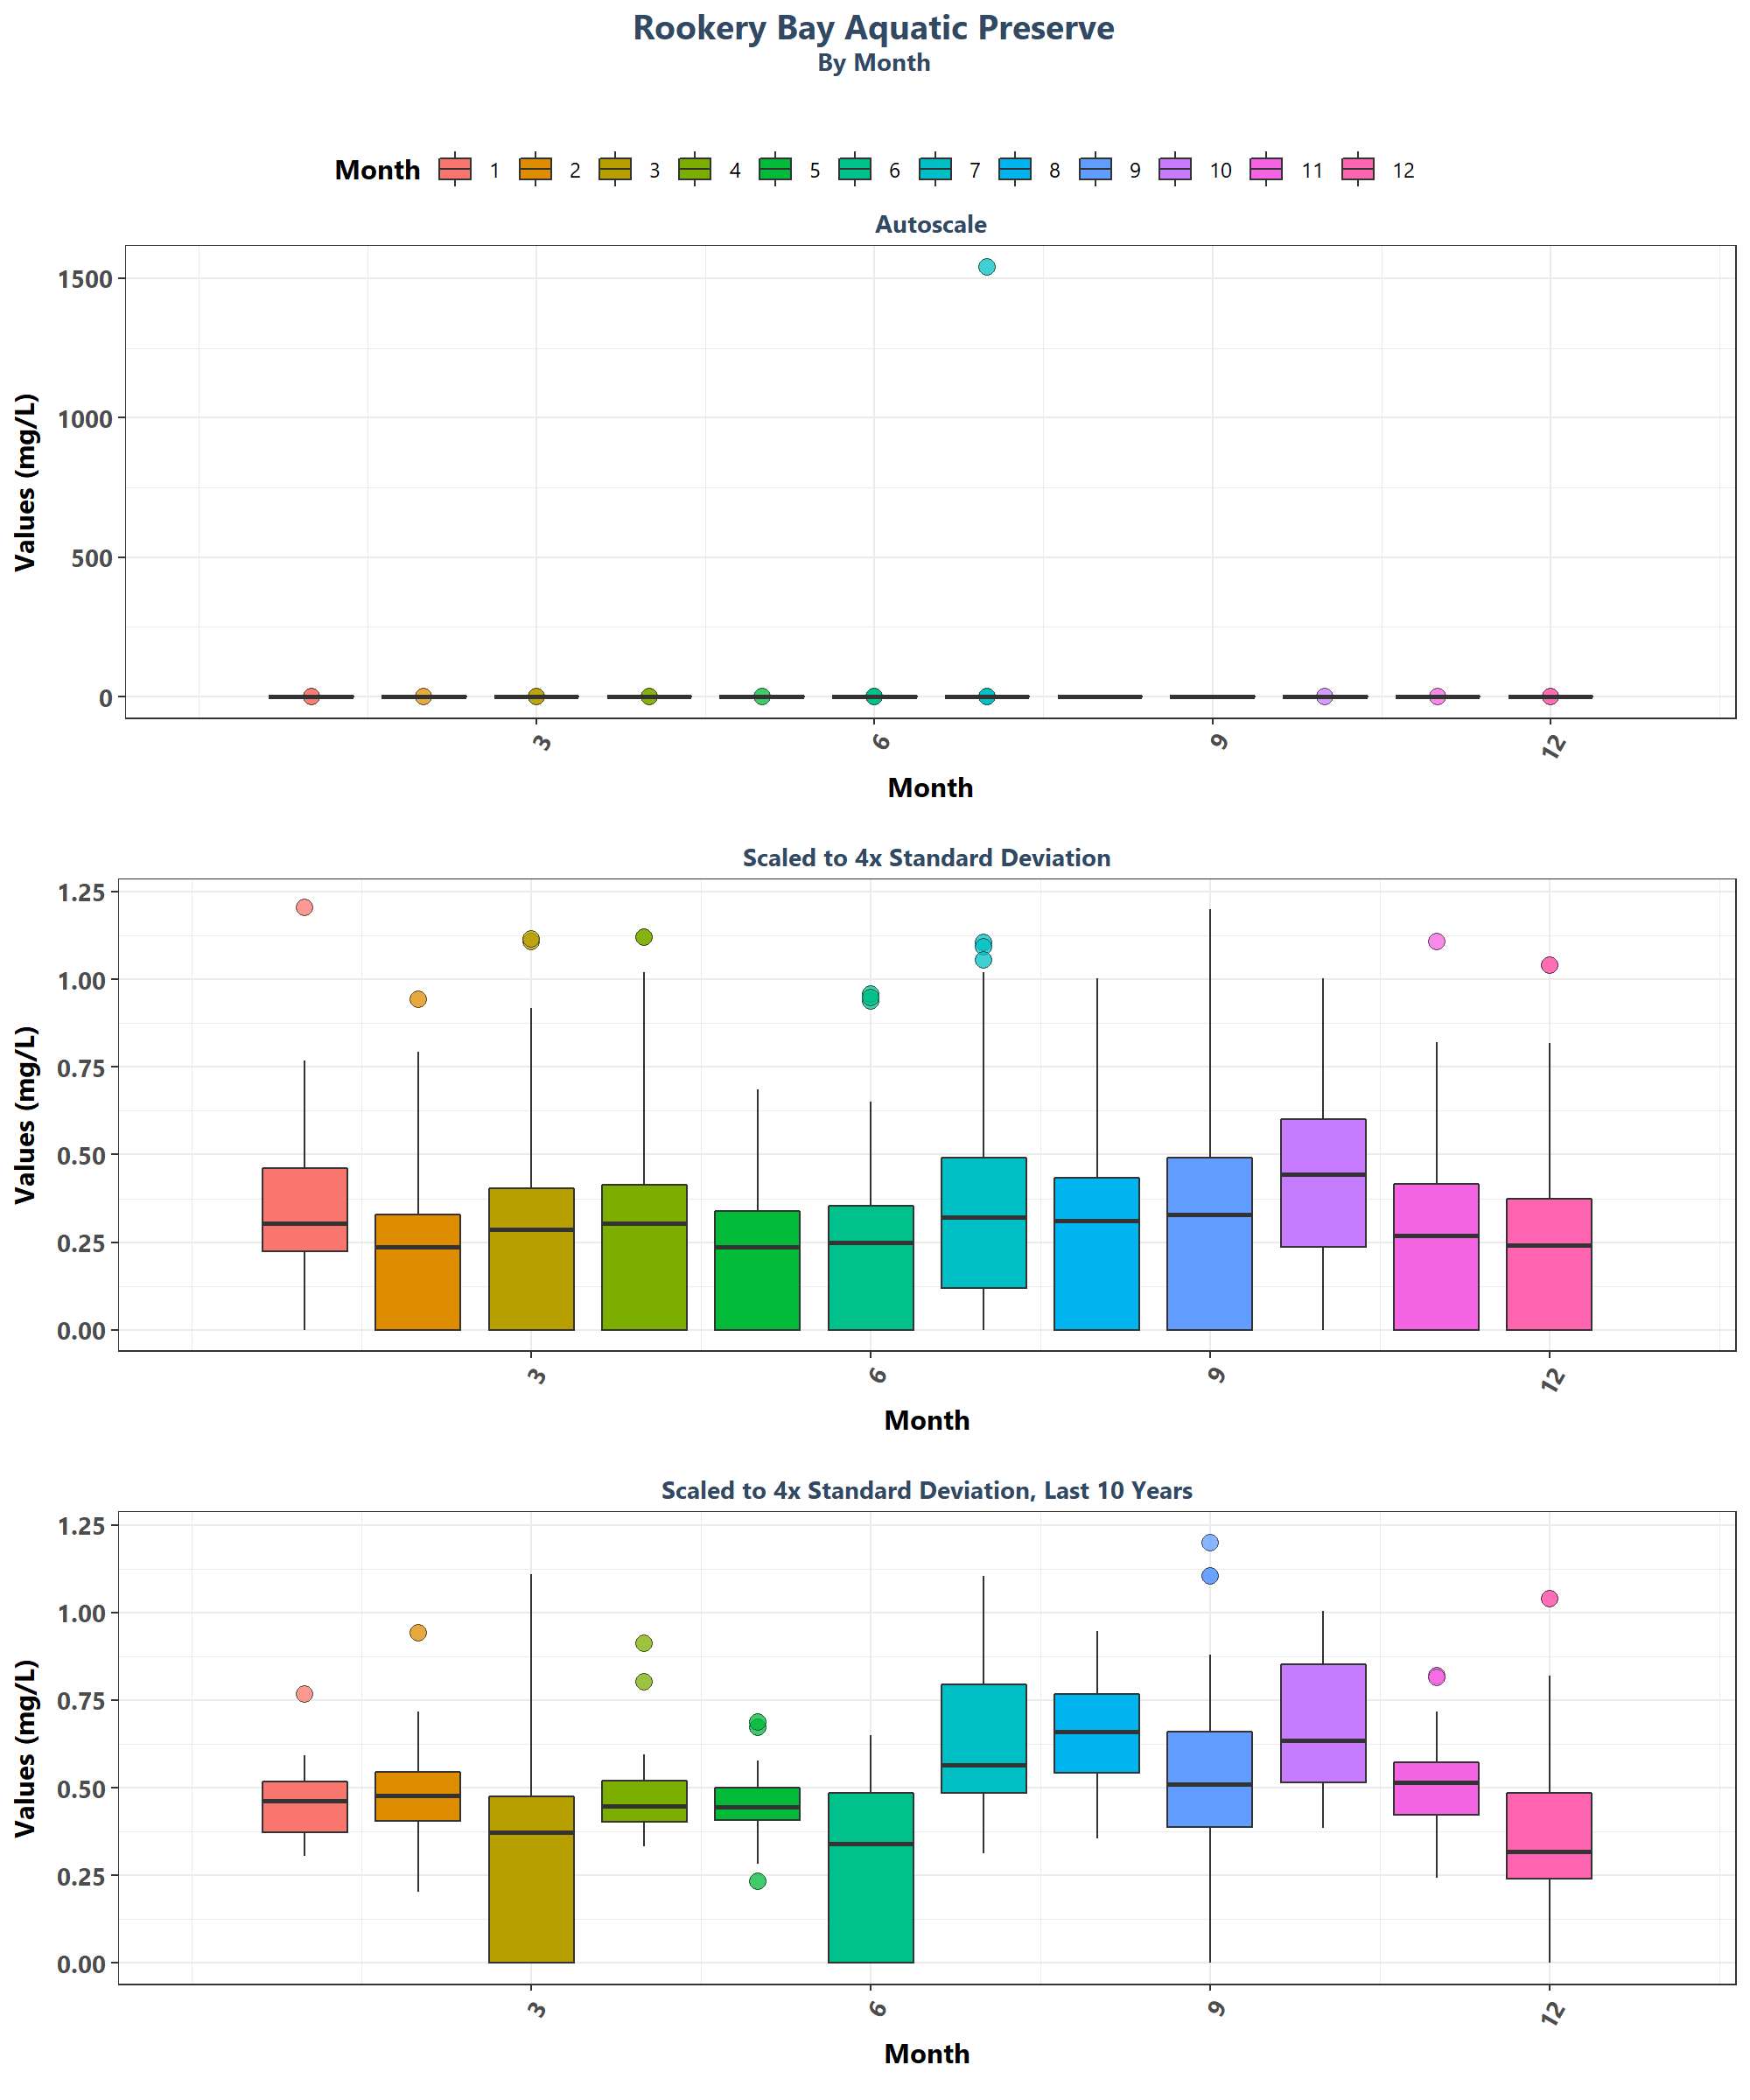 Rookery Bay Aquatic Preserve
By Month
Month 1 2 3 4 5 6 7 8 9 10 11 12
Autoscale
1500
1000
500
0
Values (mg/L)
3 6 9 12
Month
Scaled to 4x Standard Deviation
1.25
1.00
0.75
0.50
0.25
0.00
Values (mg/L)
3 6 9 12
Month
Scaled to 4x Standard Deviation, Last 10 Years
1.25
1.00
0.75
0.50
0.25
0.00
Values (mg/L)
3 6 9 12
Month